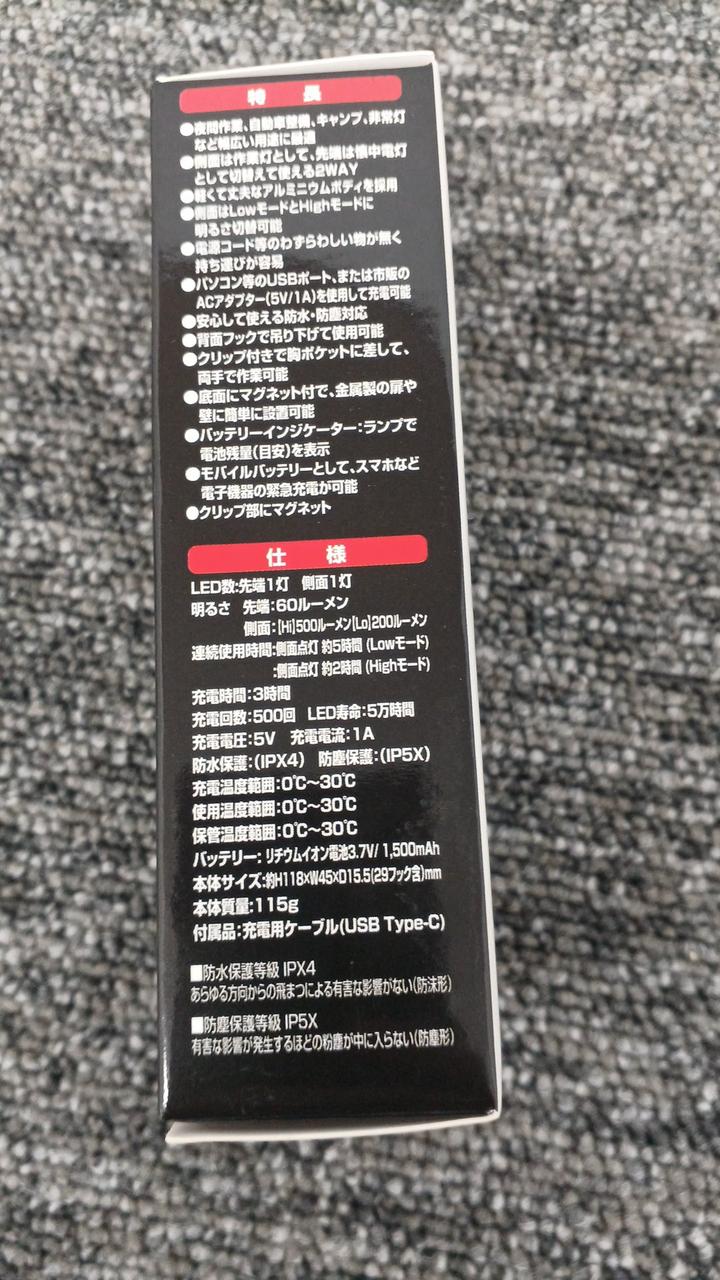 特長
●夜間作業、自動車整備、キャンプ、非常灯
など幅広い用途に最適
●側面は作業灯として、先端は懐中電灯
として切替えて使える2WAY
●軽くて丈夫なアルミニウムボディを採用
●側面はLowモードとHighモードに
明るさ切替可能
●電源コード等のわずらわしい物が無く
持ち運びが容易
●パソコン等のUSBポート、または市販の
ACアダプター(5V/1A)を使用して充電可能
●安心して使える防水・防塵対応
●背面フックで吊り下げて使用可能
●クリップ付きで胸ポケットに差して、
両手で作業可能
●底面にマグネット付で、金属製の扉や
壁に簡単に設置可能
●バッテリーインジケーター:ランプで
電池残量(目安)を表示
●モバイルバッテリーとして、スマホなど
電子機器の緊急充電が可能
●クリップ部にマグネット
仕様
LED数:先端1灯 側面1灯
明るさ 先端:60ルーメン
側面:[Hi]500ルーメン[Lo]200ルーメン
連続使用時間:側面点灯 約5時間 (Lowモード)
:側面点灯 約2時間 (Highモード)
充電時間:3時間
充電回数:500回 LED寿命:5万時間
充電電圧:5V 充電電流:1A
防水保護:(IPX4) 防塵保護:(IP5X)
充電温度範囲:0℃〜30℃
使用温度範囲:0℃〜30℃
保管温度範囲:0℃〜30℃
バッテリー: リチウムイオン電池3.7V/ 1,500mAh
本体サイズ:約H118×W45×D15.5(29フック含)mm
本体質量:115g
付属品:充電用ケーブル(USB Type-C)
■防水保護等級 IPX4
あらゆる方向からの飛まつによる有害な影響がない(防沫形)
■防塵保護等級 IP5X
有害な影響が発生するほどの粉塵が中に入らない(防塵形)